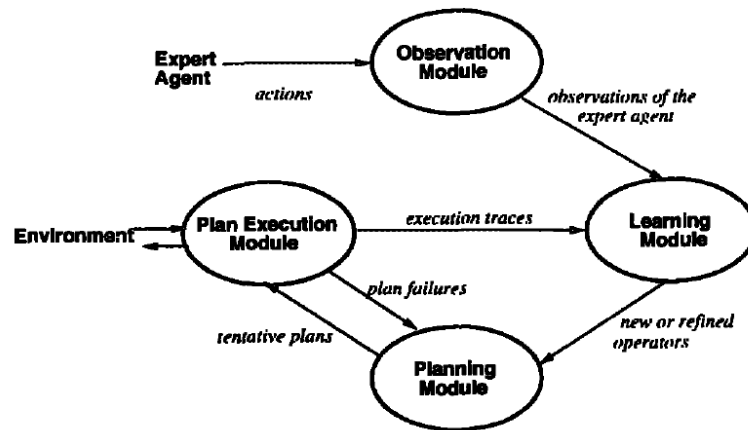 Expert
Agent
actions
Observation
Module
observations of the
expert agent
Environment
Plan Execution
Module
execution traces
Learning
Module
plan failures
tentative plans
new or refined
operators
Planning
Module